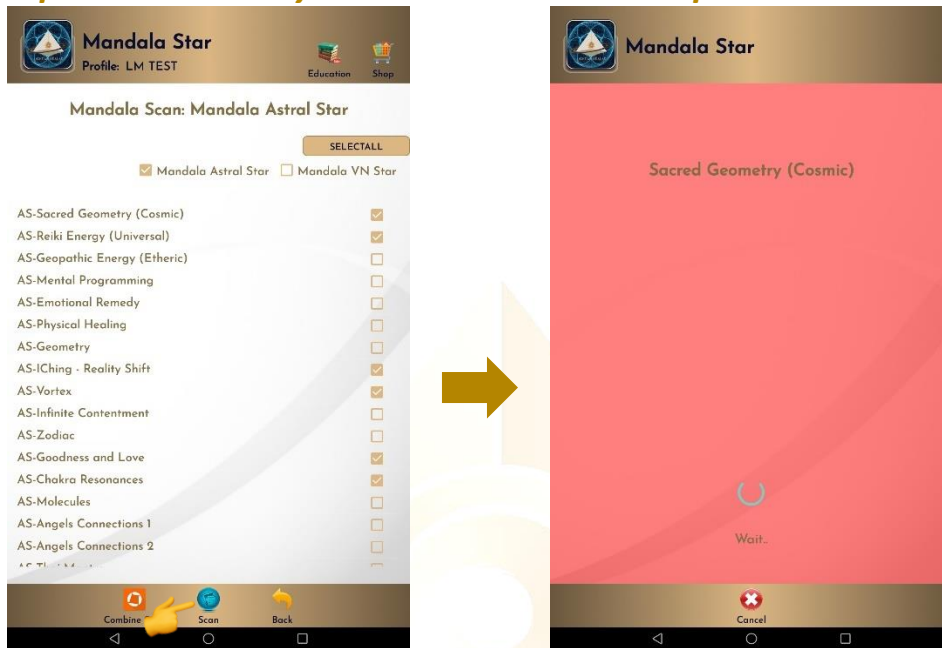 Mandala Star
Profile: LM TEST
Education
Shop
Mandala Scan: Mandala Astral Star
SELECTALL
Mandala Astral Star
Mandala VN Star
AS-Sacred Geometry (Cosmic)
AS-Reiki Energy (Universal)
AS-Geopathic Energy (Etheric)
AS-Mental Programming
AS-Emotional Remedy
AS-Physical Healing
AS-Geometry
AS-IChing - Reality Shift
AS-Vortex
AS-Infinite Contentment
AS-Zodiac
AS-Goodness and Love
AS-Chakra Resonances
AS-Molecules
AS-Angels Connections 1
AS-Angels Connections 2
Combine
Scan
Back
Mandala Star
Sacred Geometry (Cosmic)
Wait..
Cancel